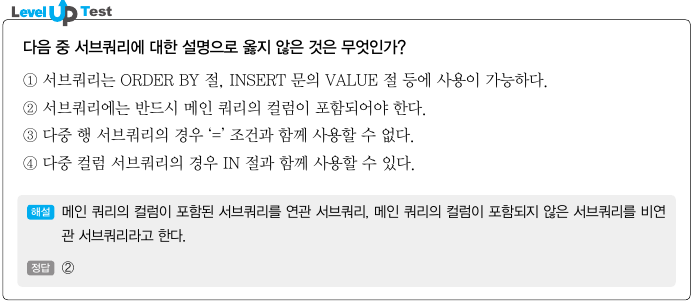 Level Up Test
다음 중 서브쿼리에 대한 설명으로 옳지 않은 것은 무엇인가?
① 서브쿼리는 ORDER BY 절, INSERT 문의 VALUE 절 등에 사용이 가능하다.
② 서브쿼리에는 반드시 메인 쿼리의 컬럼이 포함되어야 한다.
③ 다중 행 서브쿼리의 경우 ‘=’ 조건과 함께 사용할 수 없다.
④ 다중 컬럼 서브쿼리의 경우 IN 절과 함께 사용할 수 있다.
해설 메인 쿼리의 컬럼이 포함된 서브쿼리를 연관 서브쿼리, 메인 쿼리의 컬럼이 포함되지 않은 서브쿼리를 비연
관 서브쿼리라고 한다.
정답 ②